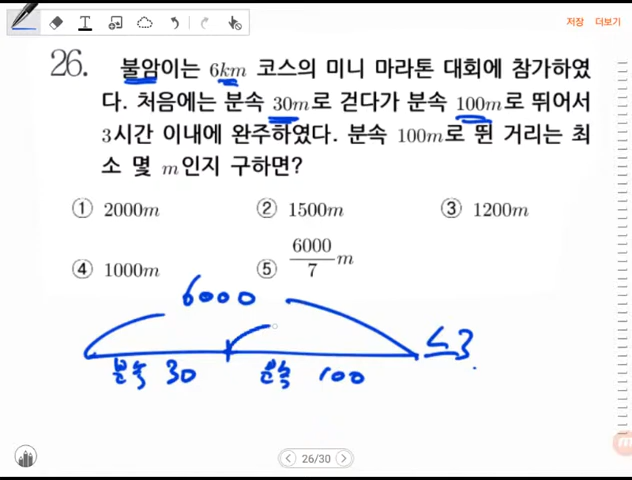 저장 도움말
26. 불암이는 6km 코스의 미니 마라톤 대회에 참가하였
다. 처음에는 분속 30m로 걷다가 분속 100m로 뛰어서
3시간 이내에 완주하였다. 분속 100m로 뛴 거리는 최
소 몇 m인지 구하면?
① 2000m ② 1500m ③ 1200m
④ 1000m ⑤ 6000/7 m
6000
분속 30 분속 100 ≤3
26/30